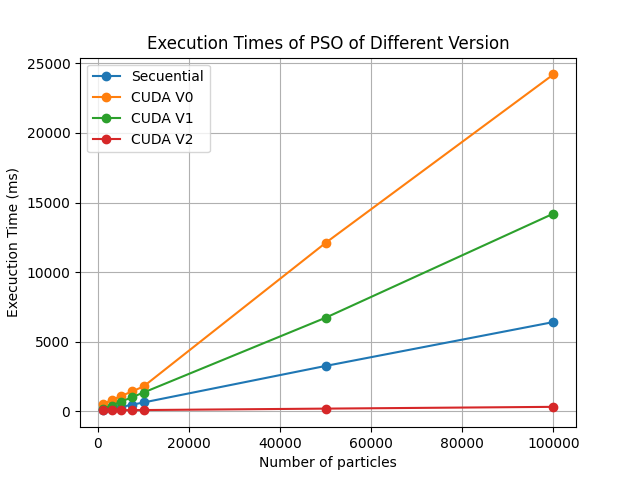 Execution Times of PSO of Different Version
Execuction Time (ms)
25000
20000
15000
10000
5000
0
Secuential
CUDA V0
CUDA V1
CUDA V2
0 20000 40000 60000 80000 100000
Number of particles